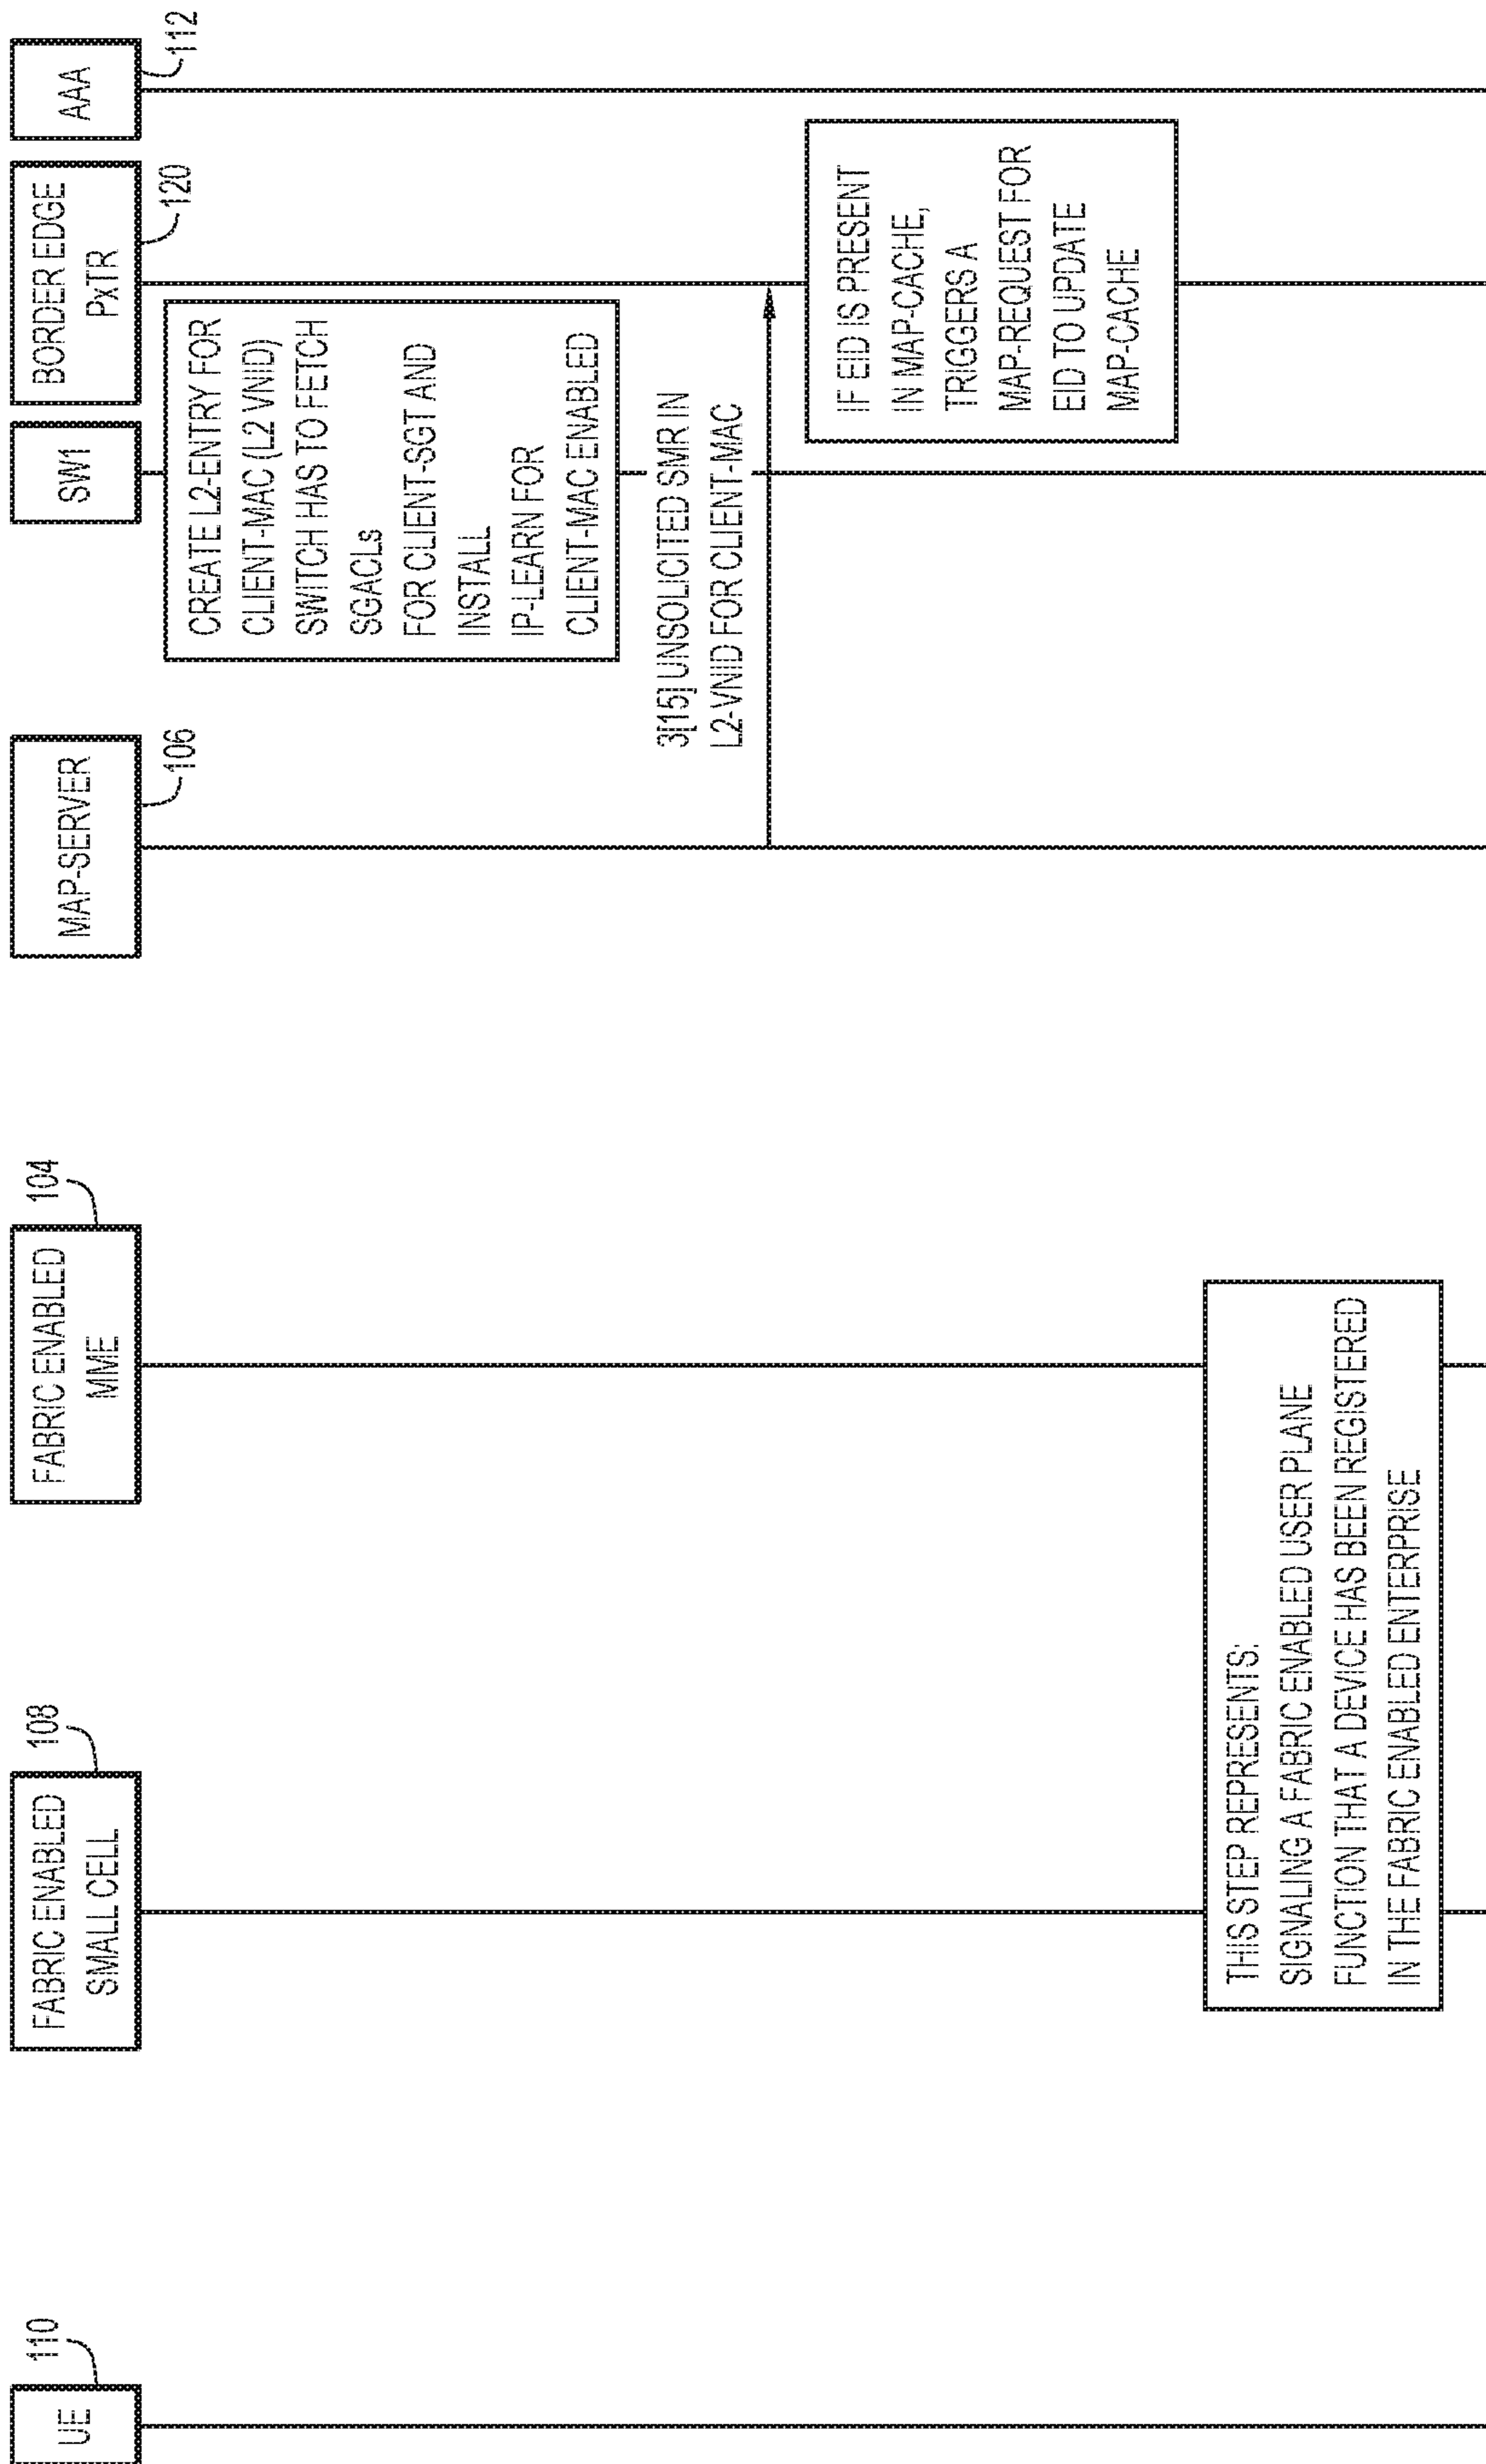 UE
110
FABRIC ENABLED
SMALL CELL
108
FABRIC ENABLED
MME
104
MAP-SERVER
106
SW1
BORDER EDGE
PxTR
120
AAA
112
CREATE L2-ENTRY FOR
CLIENT-MAC (L2 VNID)
SWITCH HAS TO FETCH
SGACLs
FOR CLIENT-SGT AND
INSTALL
IP-LEARN FOR
CLIENT-MAC ENABLED
3[15] UNSOLICITED SMR IN
L2-VNID FOR CLIENT-MAC
IF EID IS PRESENT
IN MAP-CACHE,
TRIGGERS A
MAP-REQUEST FOR
EID TO UPDATE
MAP-CACHE
THIS STEP REPRESENTS:
SIGNALING A FABRIC ENABLED USER PLANE
FUNCTION THAT A DEVICE HAS BEEN REGISTERED
IN THE FABRIC ENABLED ENTERPRISE